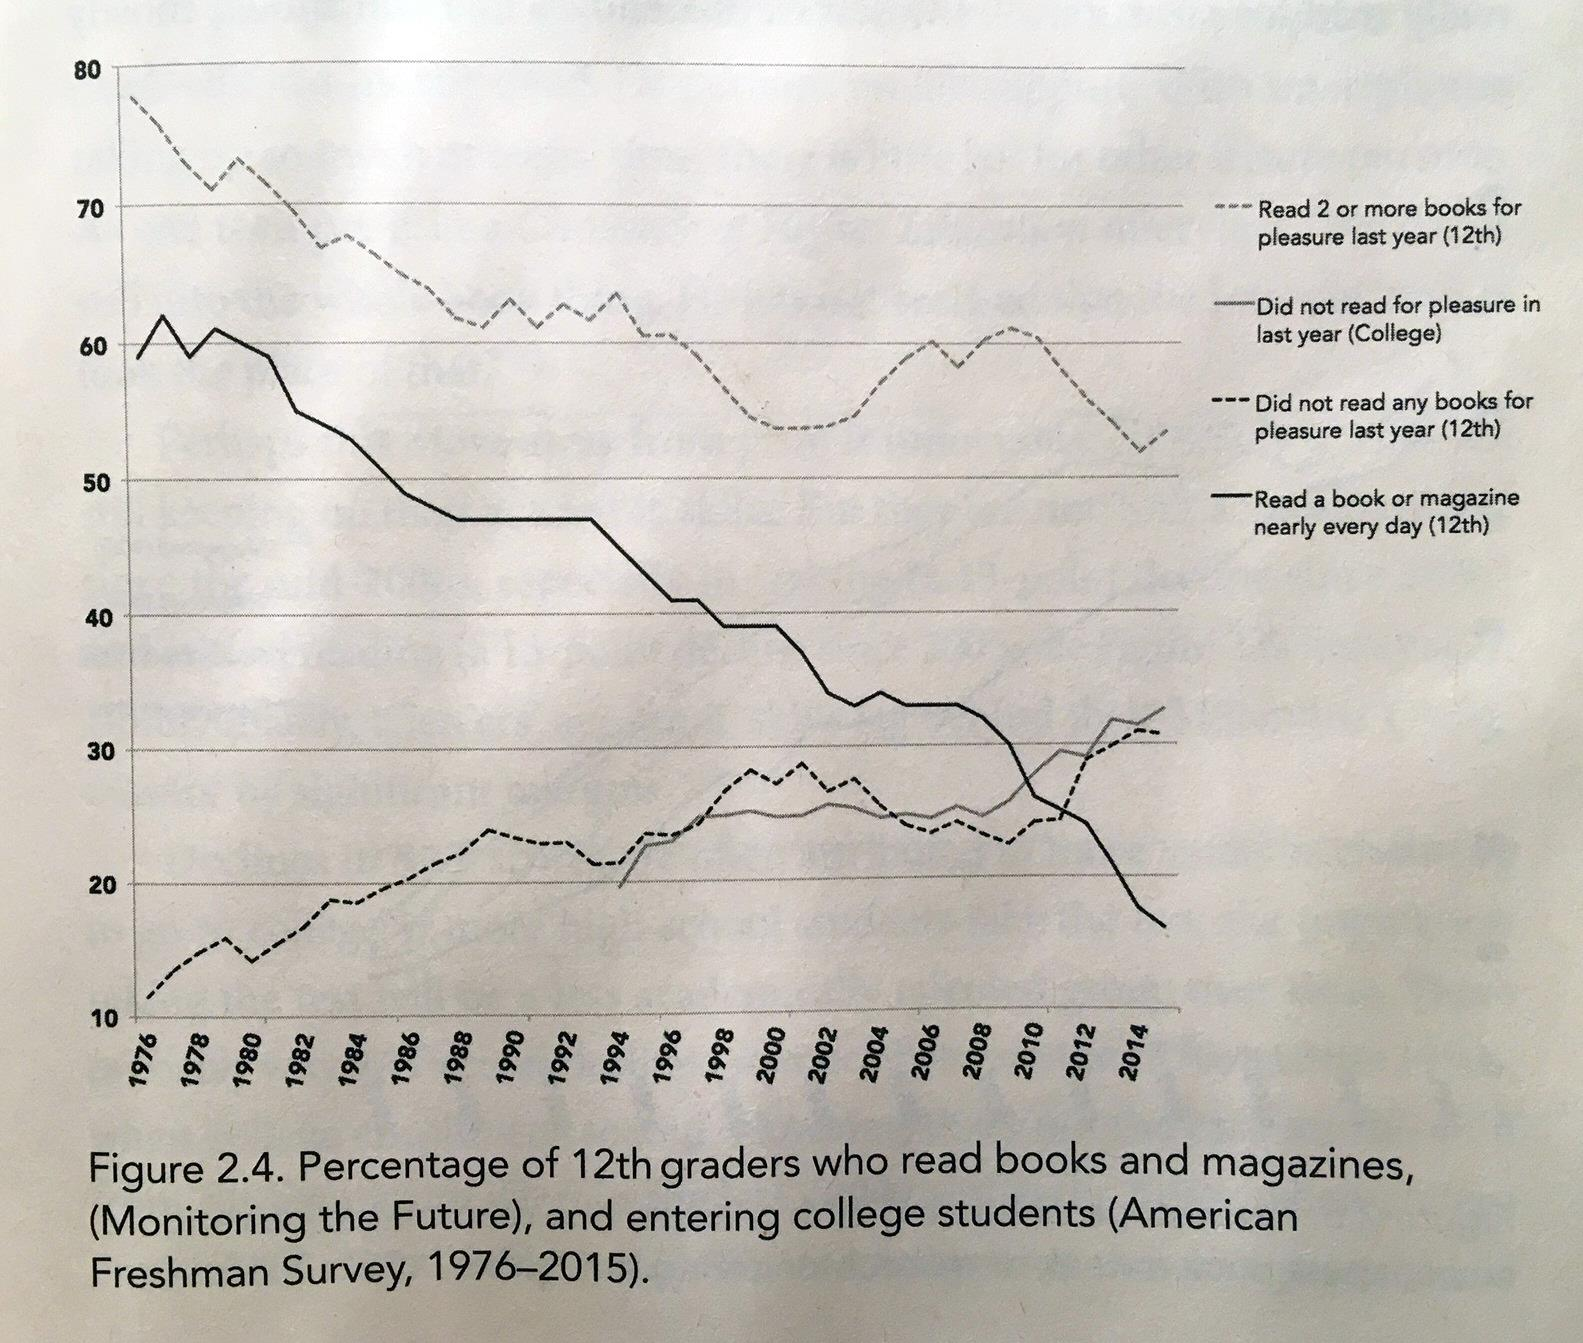 80
70
60
50
40
30
20
10
1976
1978
1980
1982
1984
1986
1988
1990
1992
1994
1996
1998
2000
2002
2004
2006
2008
2010
2012
2014
Read 2 or more books for
pleasure last year (12th)
Did not read for pleasure in
last year (College)
Did not read any books for
pleasure last year (12th)
Read a book or magazine
nearly every day (12th)
Figure 2.4. Percentage of 12th graders who read books and magazines,
(Monitoring the Future), and entering college students (American
Freshman Survey, 1976–2015).